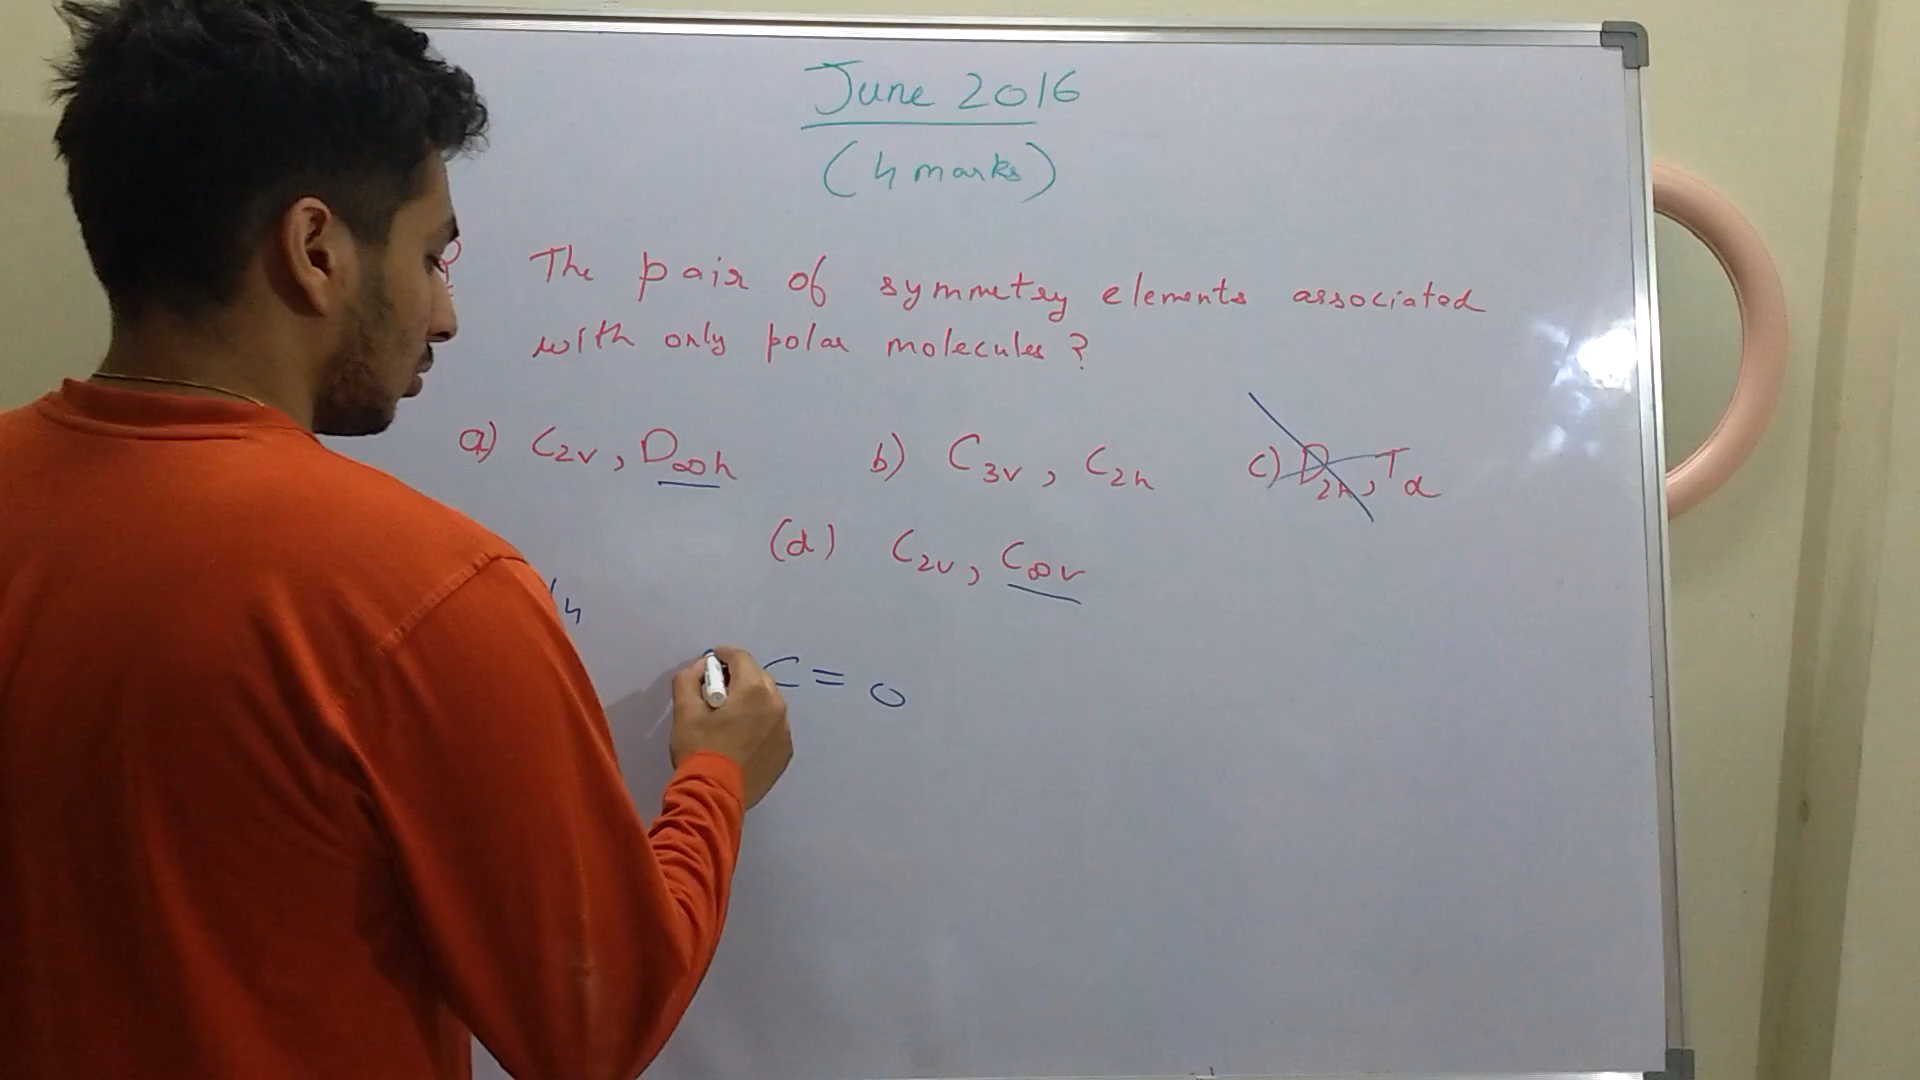 June 2016
(4 marks)
Q The pair of symmetry elements associated
with only polar molecules ?
a) C2v, D∞h b) C3v, C2h c) D2h, Td
(d) C2v, C∞v
C = O